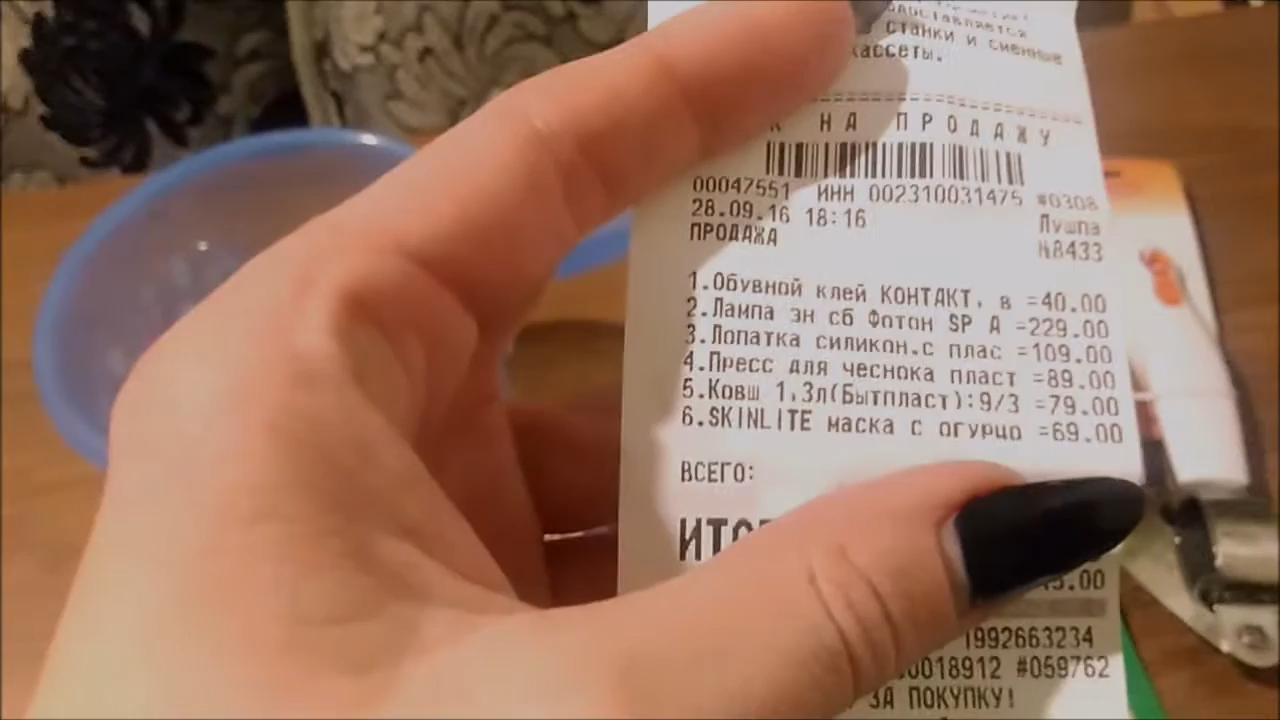 предоставляется
станки и сменные
кассеты.
НА ПРОДАЖУ
00047551 ИНН 002310031475 #0308
28.09.16 18:16 Лушпа
ПРОДАЖА №8433
1.Обувной клей КОНТАКТ, в =40.00
2.Лампа эн сб Фотон SP А =229.00
3.Лопатка силикон.с плас =109.00
4.Пресс для чеснока пласт =89.00
5.Ковш 1,3л(Бытпласт):9/3 =79.00
6.SKINLITE маска с огурцо =69.00
ВСЕГО:
1992663234
0018912 #059762
ЗА ПОКУПКУ!